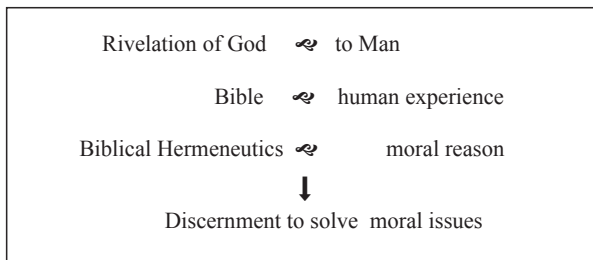 Rivelation of God to Man
Bible human experience
Biblical Hermeneutics moral reason
Discernment to solve moral issues